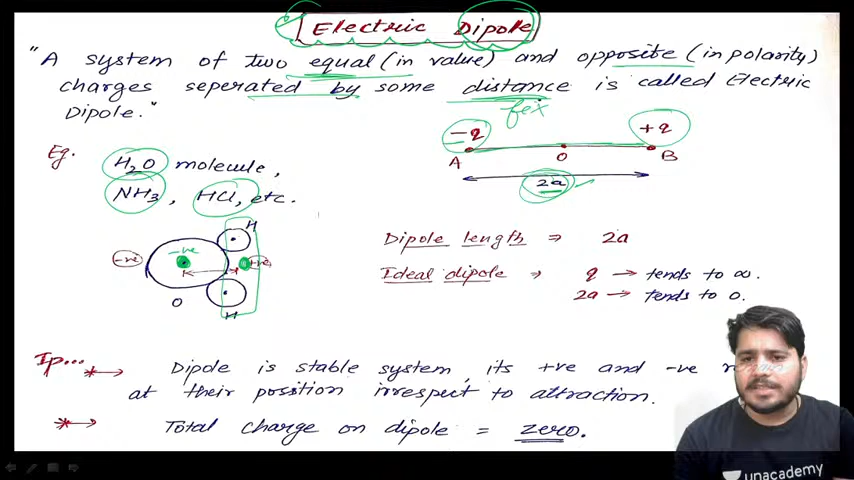 Electric Dipole
"A system of two equal (in value) and opposite (in polarity)
charges seperated by some distance is called Electric
Dipole."
fix
Eg.
H2O molecule,
NH3, HCl, etc.
-q
+q
A
O
B
2a
H
-ve
-ve
+ve
O
H
Dipole length ⇒ 2a
Ideal dipole ⇒ q → tends to ∞.
2a → tends to 0.
Ip...
* → Dipole is stable system, its +ve and -ve
at their position irrespect to attraction.
* → Total charge on dipole = zero.
unacademy